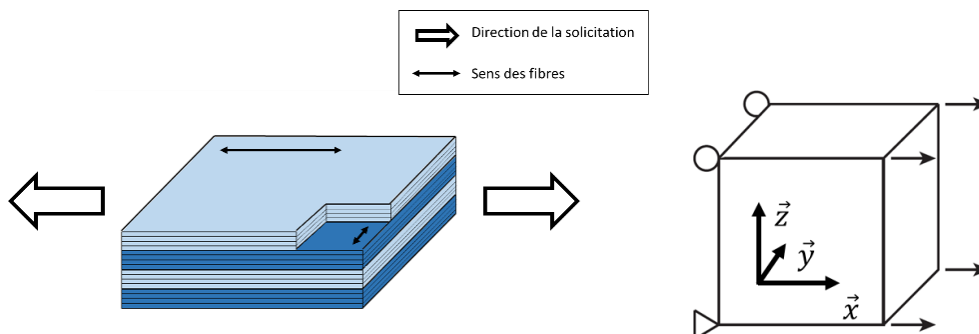 Direction de la solicitation
Sens des fibres
z
y
x